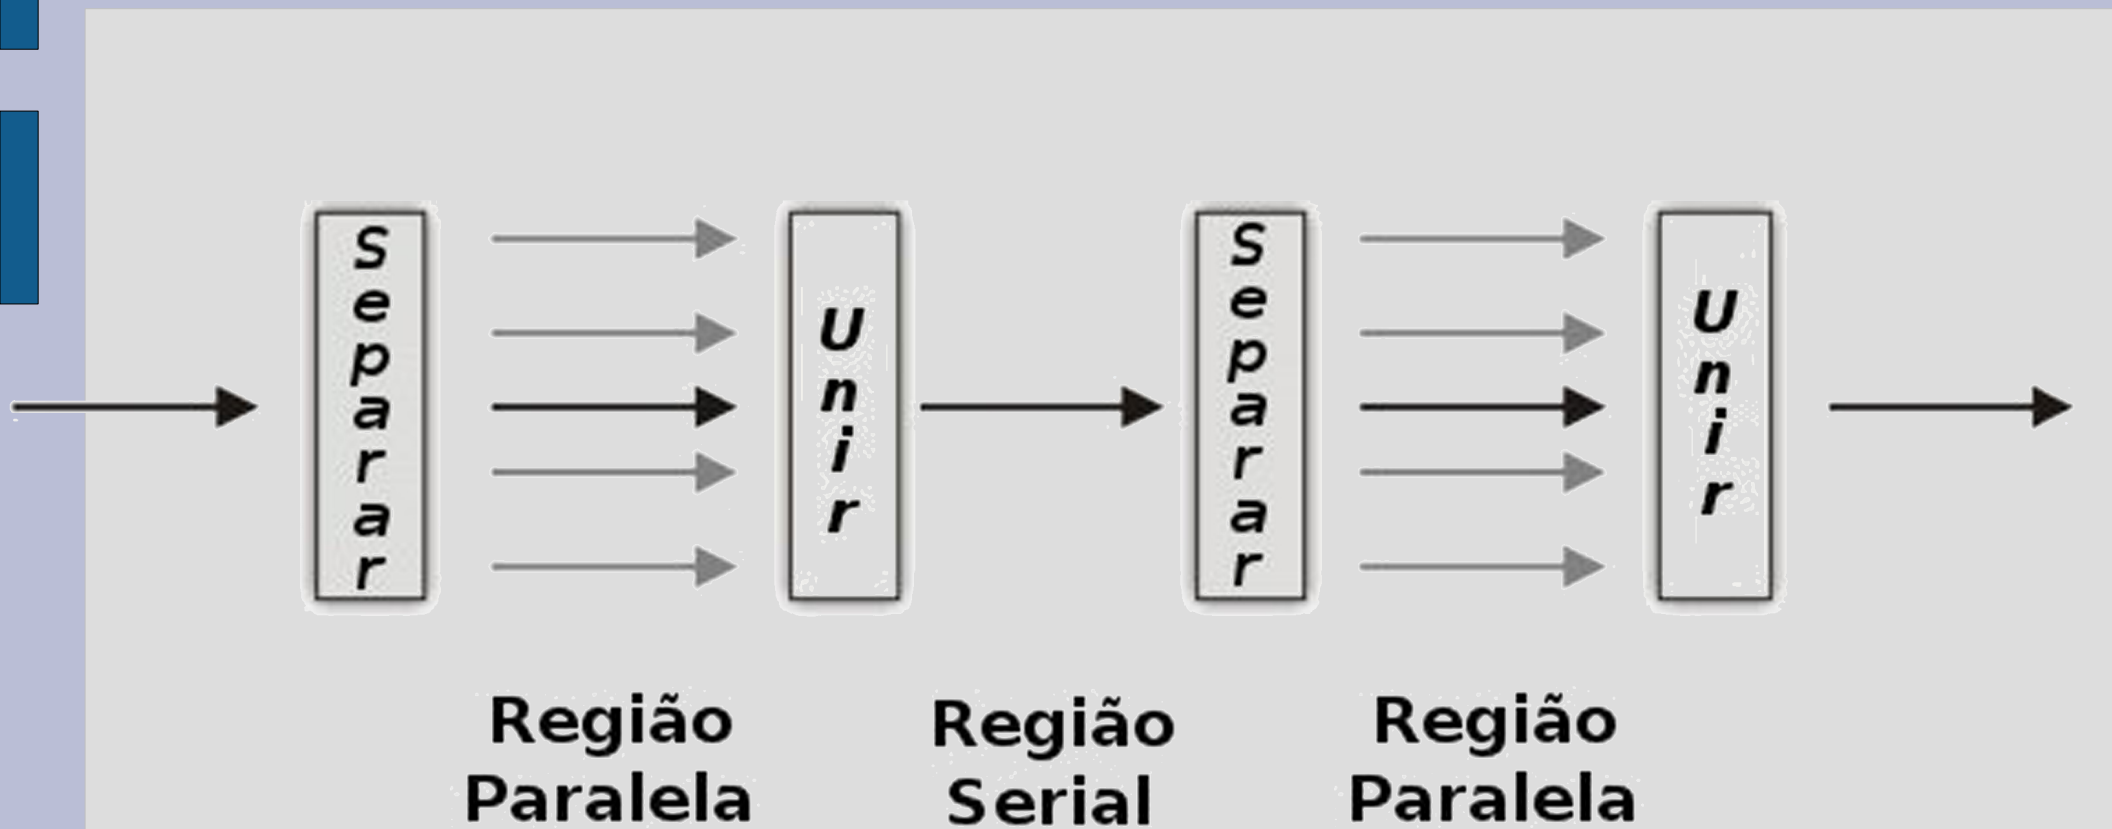 Separar
Unir
Separar
Unir
Região
Paralela
Região
Serial
Região
Paralela